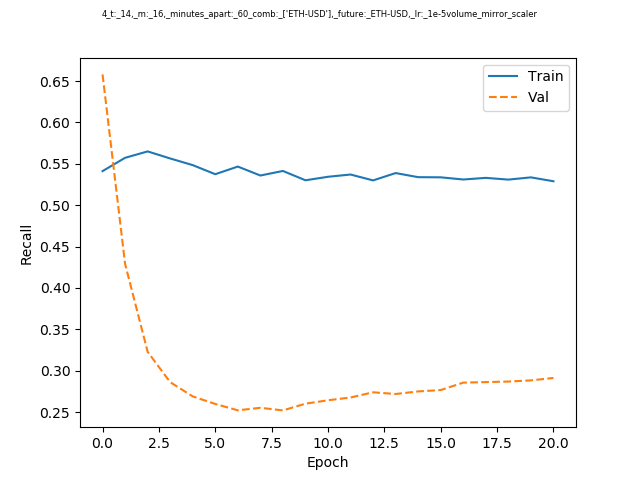 4_t:_14,_m:_16,_minutes_apart:_60_comb:_['ETH-USD'],_future:_ETH-USD,_lr:_1e-5volume_mirror_scaler
Train
Val
0.65
0.60
0.55
0.50
0.45
0.40
0.35
0.30
0.25
Recall
0.0 2.5 5.0 7.5 10.0 12.5 15.0 17.5 20.0
Epoch